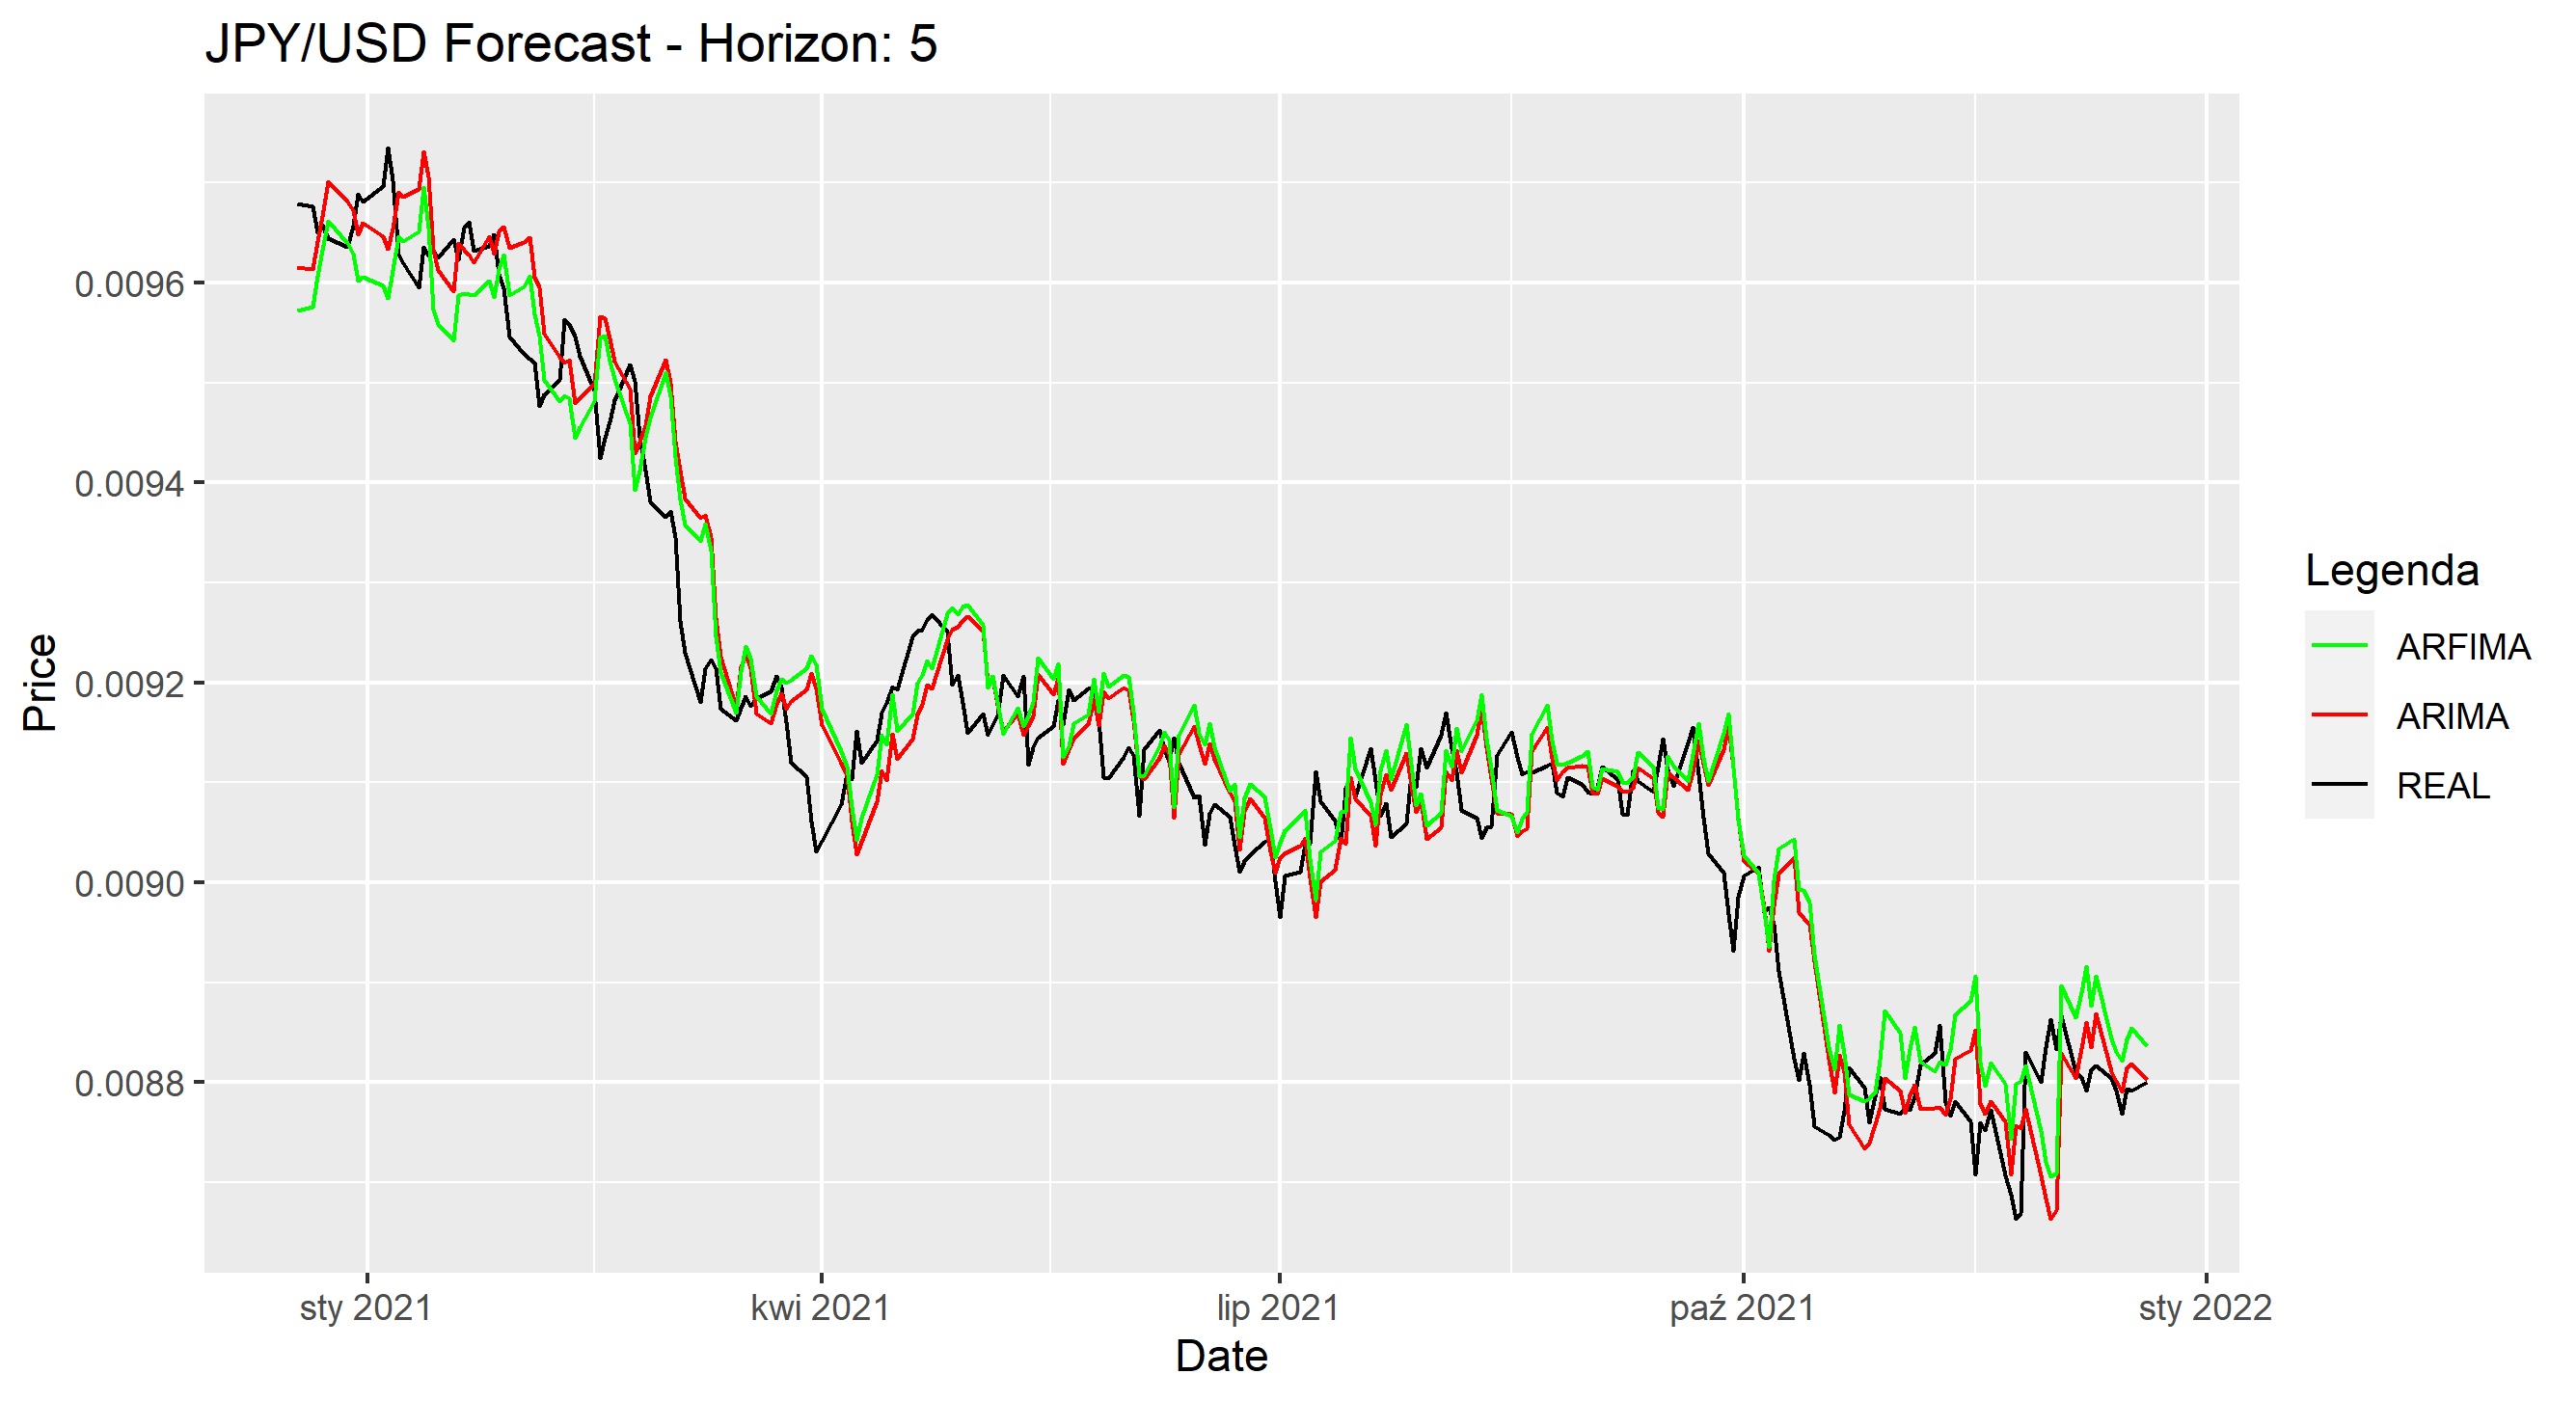 JPY/USD Forecast - Horizon: 5
Price
0.0096
0.0094
0.0092
0.0090
0.0088
sty 2021
kwi 2021
lip 2021
paź 2021
sty 2022
Date
Legenda
ARFIMA
ARIMA
REAL